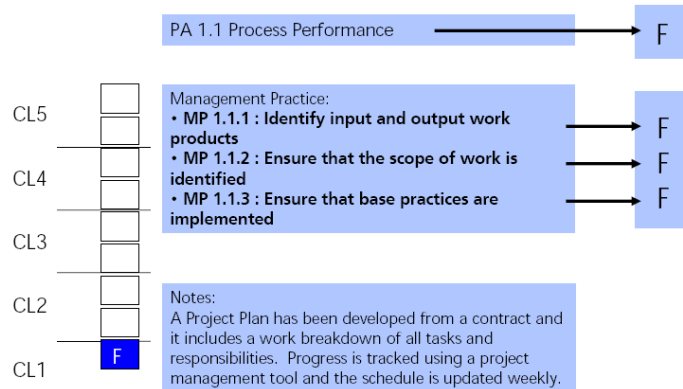 PA 1.1 Process Performance
F
CL5
CL4
CL3
CL2
CL1
F
Management Practice:
• MP 1.1.1 : Identify input and output work
products
• MP 1.1.2 : Ensure that the scope of work is
identified
• MP 1.1.3 : Ensure that base practices are
implemented
F
F
F
Notes:
A Project Plan has been developed from a contract and
it includes a work breakdown of all tasks and
responsibilities.  Progress is tracked using a project
management tool and the schedule is updated weekly.